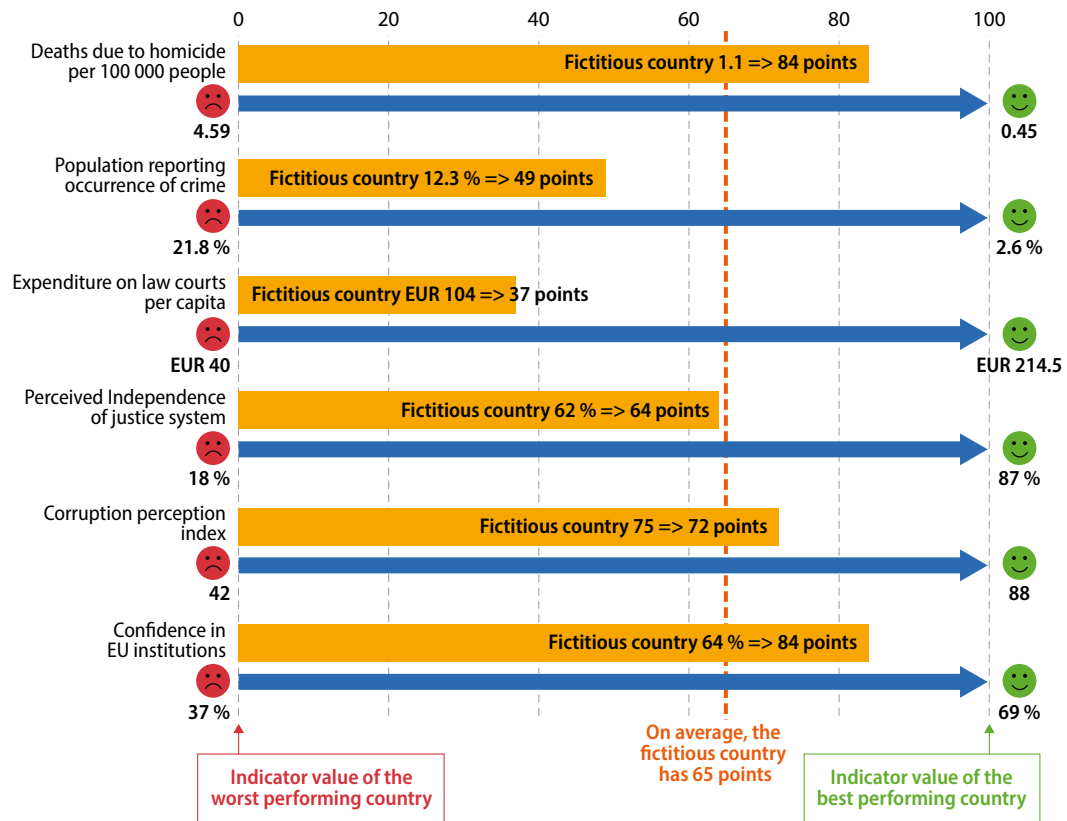 0 20 40 60 80 100
Deaths due to homicide
per 100 000 people
Fictitious country 1.1 => 84 points
4.59
0.45
Population reporting
occurrence of crime
Fictitious country 12.3 % => 49 points
21.8 %
2.6 %
Expenditure on law courts
per capita
Fictitious country EUR 104 => 37 points
EUR 40
EUR 214.5
Perceived Independence
of justice system
Fictitious country 62 % => 64 points
18 %
87 %
Corruption perception
index
Fictitious country 75 => 72 points
42
88
Confidence in
EU institutions
Fictitious country 64 % => 84 points
37 %
69 %
On average, the
fictitious country
has 65 points
Indicator value of the
worst performing country
Indicator value of the
best performing country